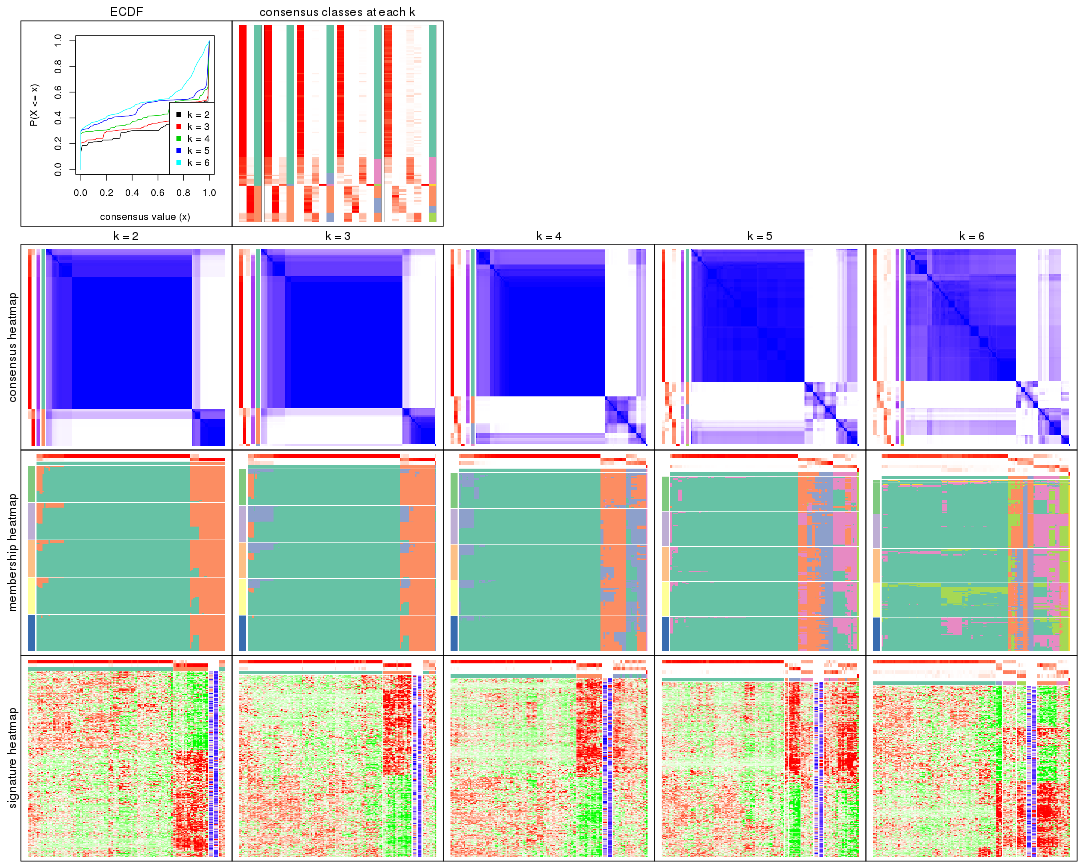 ECDF
consensus classes at each k
P(X <= x)
1.0
0.8
0.6
0.4
0.2
0.0
k = 2
k = 3
k = 4
k = 5
k = 6
0.0 0.2 0.4 0.6 0.8 1.0
consensus value (x)
k = 2
k = 3
k = 4
k = 5
k = 6
consensus heatmap
membership heatmap
signature heatmap